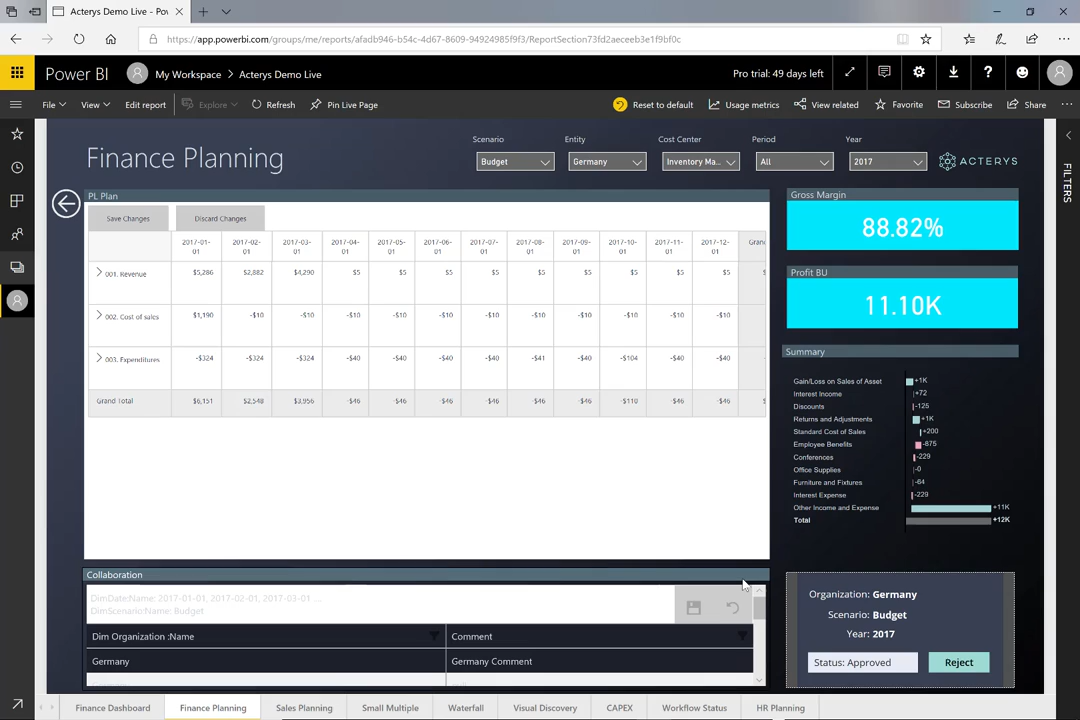 Acterys Demo Live - Pov
https://app.powerbi.com/groups/me/reports/afadb946-b54c-4d67-8609-94924985f9f3/ReportSection73fd2aeceeb3e1f9bf0c
Power BI
My Workspace > Acterys Demo Live
Pro trial: 49 days left
File View Edit report Explore Refresh Pin Live Page
Reset to default Usage metrics View related Favorite Subscribe Share
Finance Planning
Scenario Entity Cost Center Period Year
Budget Germany Inventory Ma... All 2017
ACTERYS
FILTERS
PL Plan
Save Changes Discard Changes
2017-01-01 2017-02-01 2017-03-01 2017-04-01 2017-05-01 2017-06-01 2017-07-01 2017-08-01 2017-09-01 2017-10-01 2017-11-01 2017-12-01 Grand
001. Revenue $5,286 $2,882 $4,290 $5 $5 $5 $5 $5 $5 $5 $5 $5 $
002. Cost of sales $1,190 -$10 -$10 -$10 -$10 -$10 -$10 -$10 -$10 -$10 -$10 -$10
003. Expenditures -$324 -$324 -$324 -$40 -$40 -$40 -$40 -$41 -$40 -$104 -$40 -$40 -
Grand Total $6,151 $2,548 $3,956 -$46 -$46 -$46 -$46 -$46 -$46 -$110 -$46 -$46 $
Gross Margin
88.82%
Profit BU
11.10K
Summary
Gain/Loss on Sales of Asset +1K
Interest Income +72
Discounts -125
Returns and Adjustments +1K
Standard Cost of Sales +200
Employee Benefits -875
Conferences -229
Office Supplies -0
Furniture and Fixtures -64
Interest Expense -229
Other Income and Expense +11K
Total +12K
Collaboration
DimDate:Name: 2017-01-01, 2017-02-01, 2017-03-01 ...
DimScenario:Name: Budget
Dim Organization :Name Comment
Germany Germany Comment
Organization: Germany
Scenario: Budget
Year: 2017
Status: Approved Reject
Finance Dashboard Finance Planning Sales Planning Small Multiple Waterfall Visual Discovery CAPEX Workflow Status HR Planning